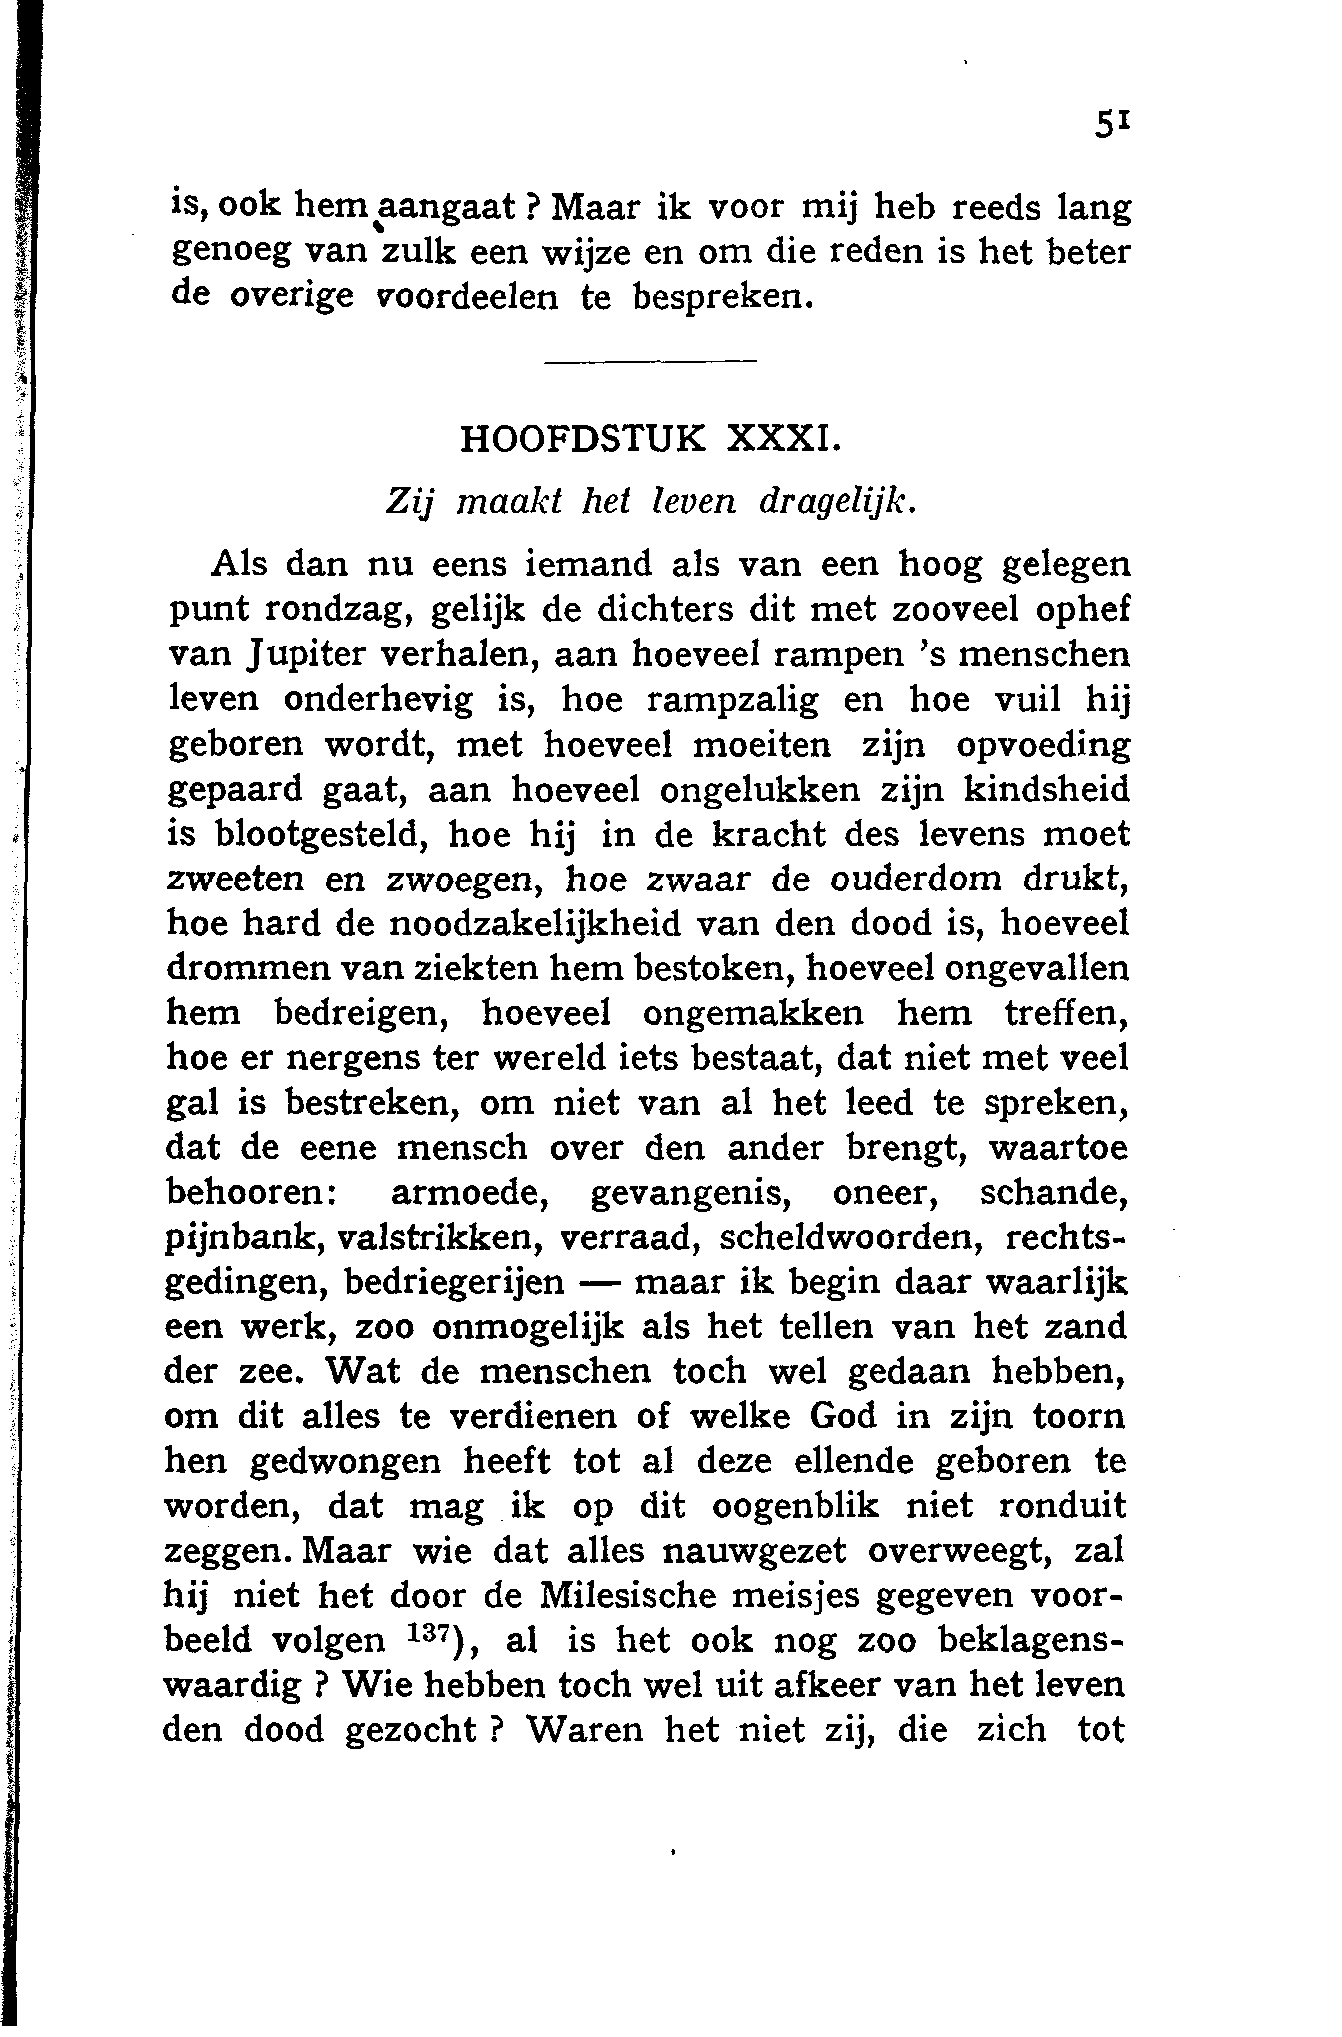 51
is, ook hem aangaat ? Maar ik voor mij heb reeds lang
genoeg van zulk een wijze en om die reden is het beter
de overige voordeelen te bespreken.
HOOFDSTUK XXXI.
Zij maakt het leven dragelijk.
Als dan nu eens iemand als van een hoog gelegen
punt rondzag, gelijk de dichters dit met zooveel ophef
van Jupiter verhalen, aan hoeveel rampen 's menschen
leven onderhevig is, hoe rampzalig en hoe vuil hij
geboren wordt, met hoeveel moeiten zijn opvoeding
gepaard gaat, aan hoeveel ongelukken zijn kindsheid
is blootgesteld, hoe hij in de kracht des levens moet
zweeten en zwoegen, hoe zwaar de ouderdom drukt,
hoe hard de noodzakelijkheid van den dood is, hoeveel
drommen van ziekten hem bestoken, hoeveel ongevallen
hem bedreigen, hoeveel ongemakken hem treffen,
hoe er nergens ter wereld iets bestaat, dat niet met veel
gal is bestreken, om niet van al het leed te spreken,
dat de eene mensch over den ander brengt, waartoe
behooren: armoede, gevangenis, oneer, schande,
pijnbank, valstrikken, verraad, scheldwoorden, rechts-
gedingen, bedriegerijen — maar ik begin daar waarlijk
een werk, zoo onmogelijk als het tellen van het zand
der zee. Wat de menschen toch wel gedaan hebben,
om dit alles te verdienen of welke God in zijn toorn
hen gedwongen heeft tot al deze ellende geboren te
worden, dat mag ik op dit oogenblik niet ronduit
zeggen. Maar wie dat alles nauwgezet overweegt, zal
hij niet het door de Milesische meisjes gegeven voor-
beeld volgen ¹³⁷), al is het ook nog zoo beklagens-
waardig ? Wie hebben toch wel uit afkeer van het leven
den dood gezocht ? Waren het niet zij, die zich tot